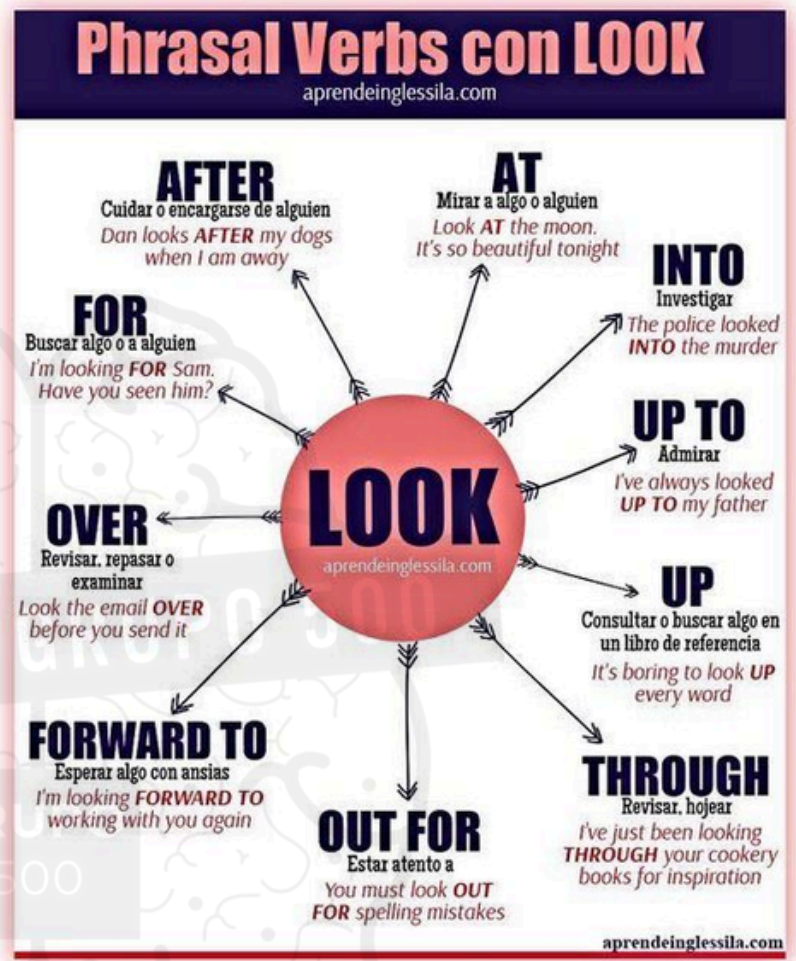 Phrasal Verbs con LOOK
aprendeinglessila.com
AFTER
Cuidar o encargarse de alguien
Dan looks AFTER my dogs
when I am away
AT
Mirar a algo o alguien
Look AT the moon.
It's so beautiful tonight
INTO
Investigar
The police looked
INTO the murder
FOR
Buscar algo o a alguien
I'm looking FOR Sam.
Have you seen him?
UP TO
Admirar
I've always looked
UP TO my father
LOOK
aprendeinglessila.com
OVER
Revisar, repasar o
examinar
Look the email OVER
before you send it
UP
Consultar o buscar algo en
un libro de referencia
It's boring to look UP
every word
FORWARD TO
Esperar algo con ansias
I'm looking FORWARD TO
working with you again
THROUGH
Revisar, hojear
I've just been looking
THROUGH your cookery
books for inspiration
OUT FOR
Estar atento a
You must look OUT
FOR spelling mistakes
aprendeinglessila.com
GRUPO 500
500